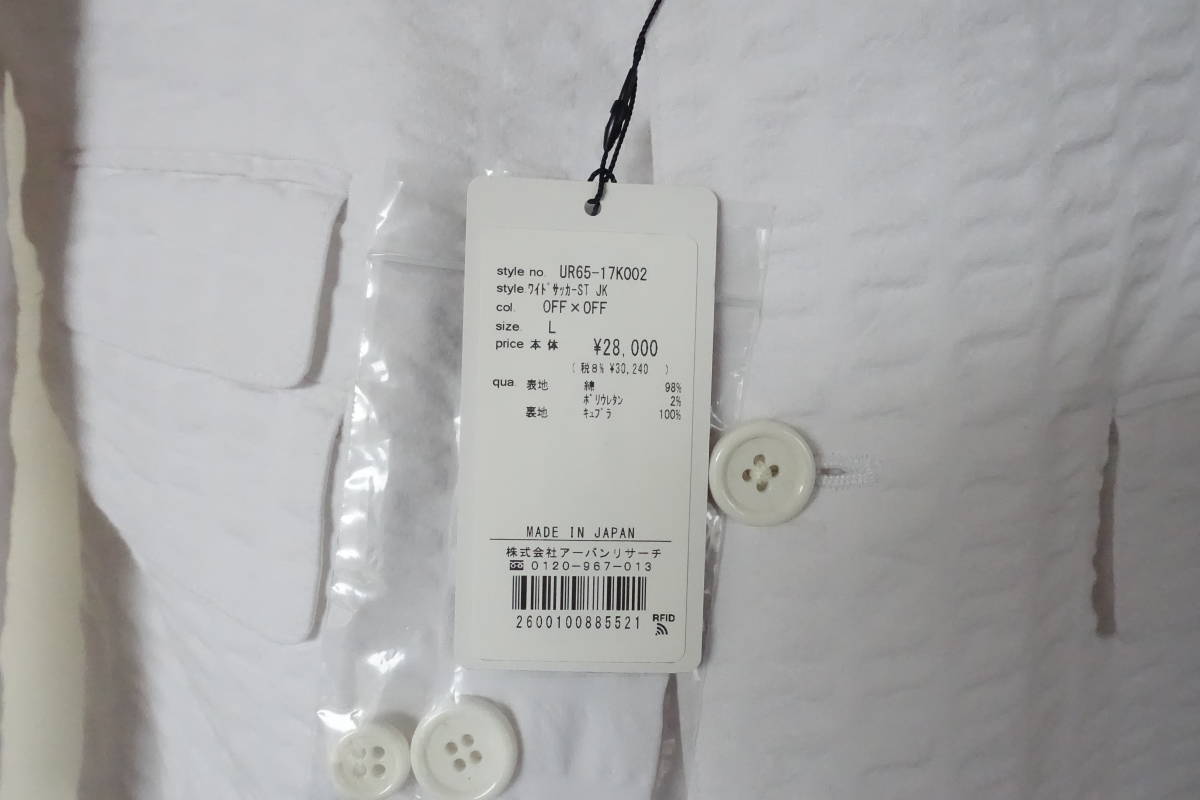 style no. UR65-17K002
style.ワイドサッカーST JK
col. OFF×OFF
size. L
price 本体 ¥28,000
(税8% ¥30,240 )
qua. 表地 綿 98%
ポリウレタン 2%
裏地 キュプラ 100%
MADE IN JAPAN
株式会社アーバンリサーチ
0120-967-013
2600100885521
RFID